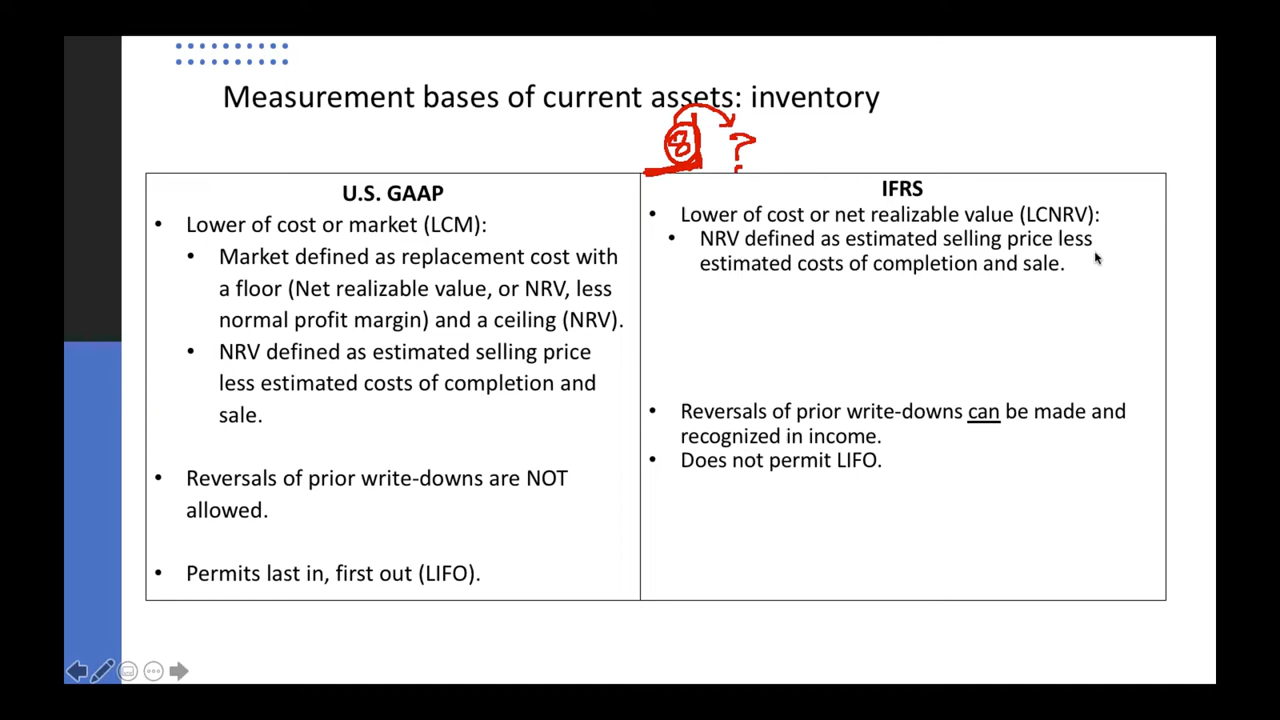 Measurement bases of current assets: inventory
8 ?
U.S. GAAP
• Lower of cost or market (LCM):
• Market defined as replacement cost with
a floor (Net realizable value, or NRV, less
normal profit margin) and a ceiling (NRV).
• NRV defined as estimated selling price
less estimated costs of completion and
sale.
• Reversals of prior write-downs are NOT
allowed.
• Permits last in, first out (LIFO).
IFRS
• Lower of cost or net realizable value (LCNRV):
• NRV defined as estimated selling price less
estimated costs of completion and sale.
• Reversals of prior write-downs can be made and
recognized in income.
• Does not permit LIFO.